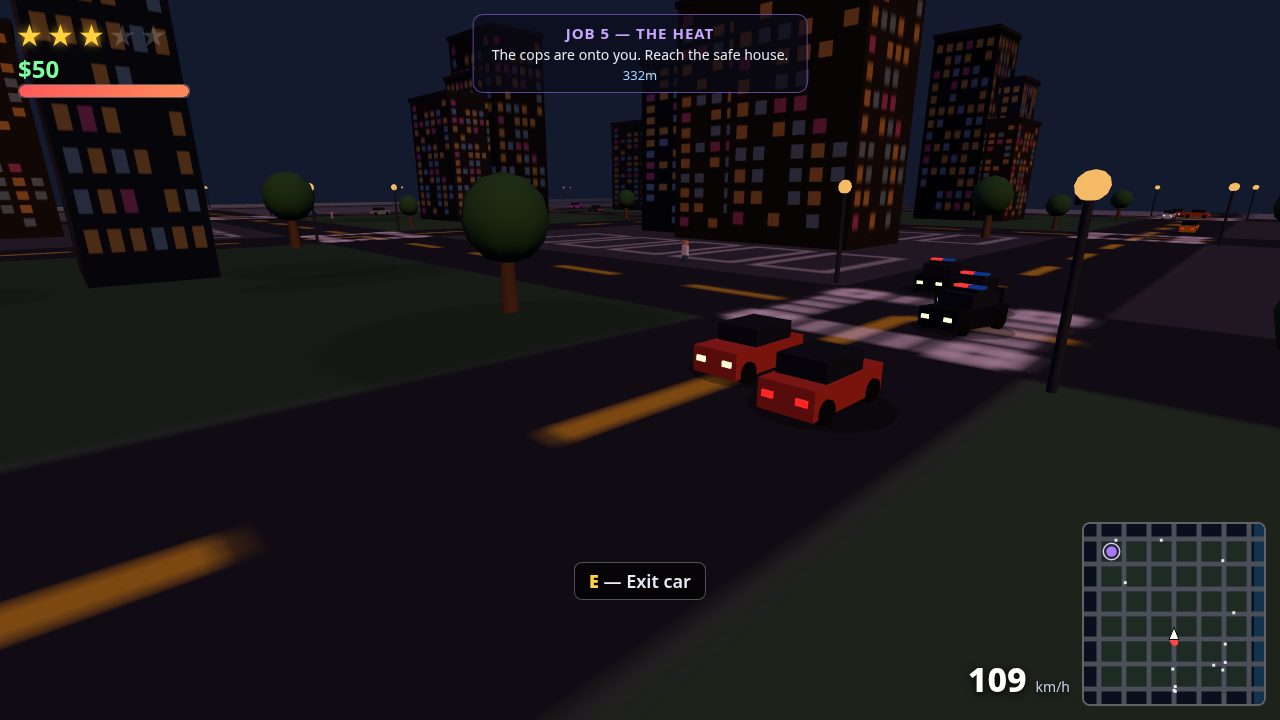 JOB 5 — THE HEAT
The cops are onto you. Reach the safe house.
332m
$50
E — Exit car
109 km/h